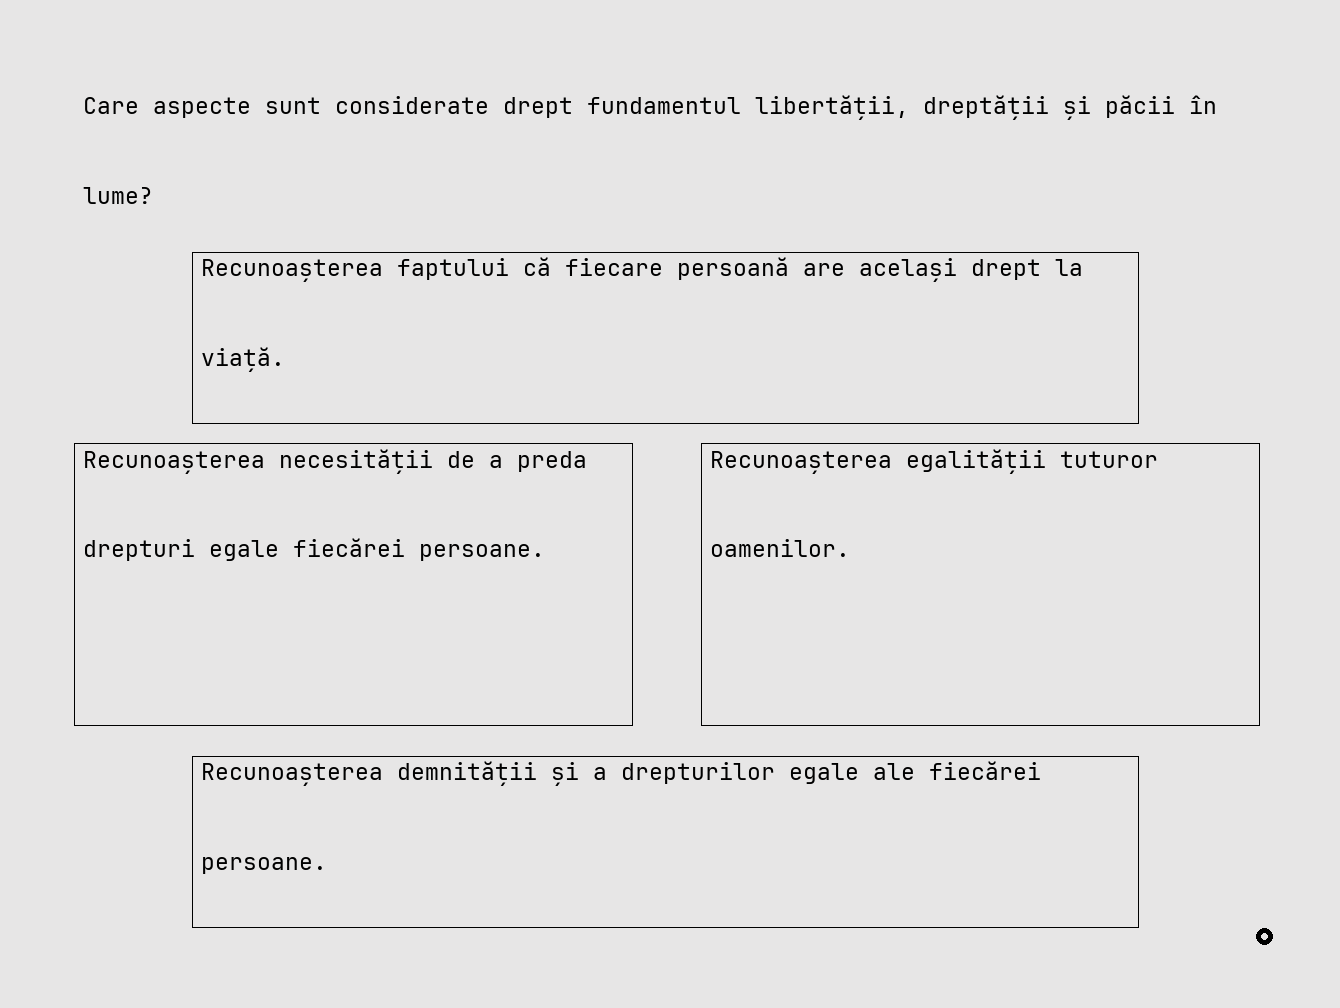 Care aspecte sunt considerate drept fundamentul libertății, dreptății și păcii în
lume?
Recunoașterea faptului că fiecare persoană are același drept la
viață.
Recunoașterea necesității de a preda
drepturi egale fiecărei persoane.
Recunoașterea egalității tuturor
oamenilor.
Recunoașterea demnității și a drepturilor egale ale fiecărei
persoane.